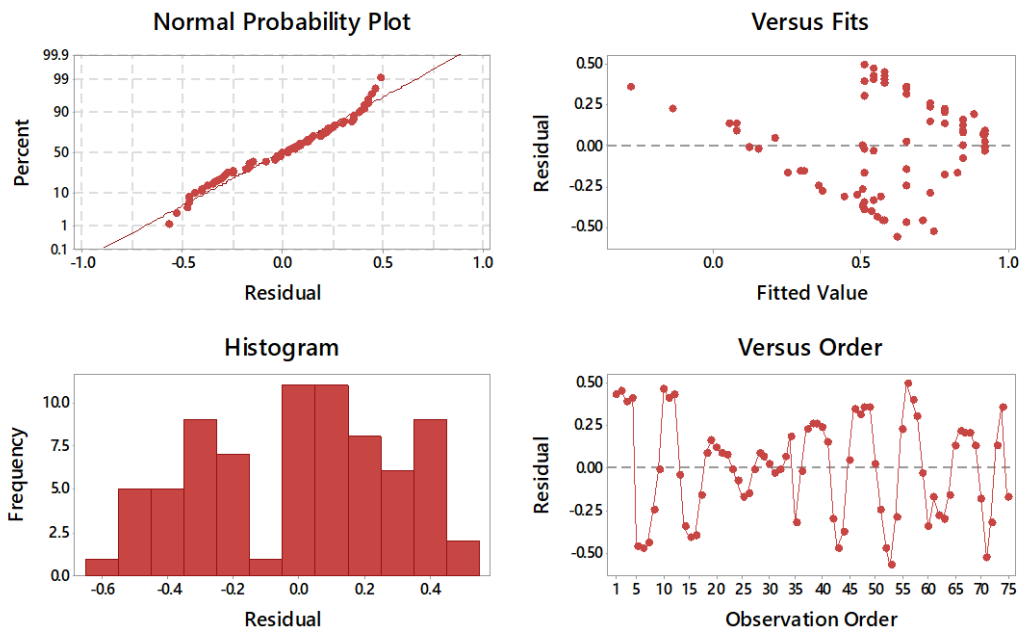 Normal Probability Plot
99.9
99
90
50
10
1
0.1
Percent
-1.0 -0.5 0.0 0.5 1.0
Residual
Versus Fits
0.50
0.25
0.00
-0.25
-0.50
Residual
0.0 0.5 1.0
Fitted Value
Histogram
10.0
7.5
5.0
2.5
0.0
Frequency
-0.6 -0.4 -0.2 0.0 0.2 0.4
Residual
Versus Order
0.50
0.25
0.00
-0.25
-0.50
Residual
1 5 10 15 20 25 30 35 40 45 50 55 60 65 70 75
Observation Order